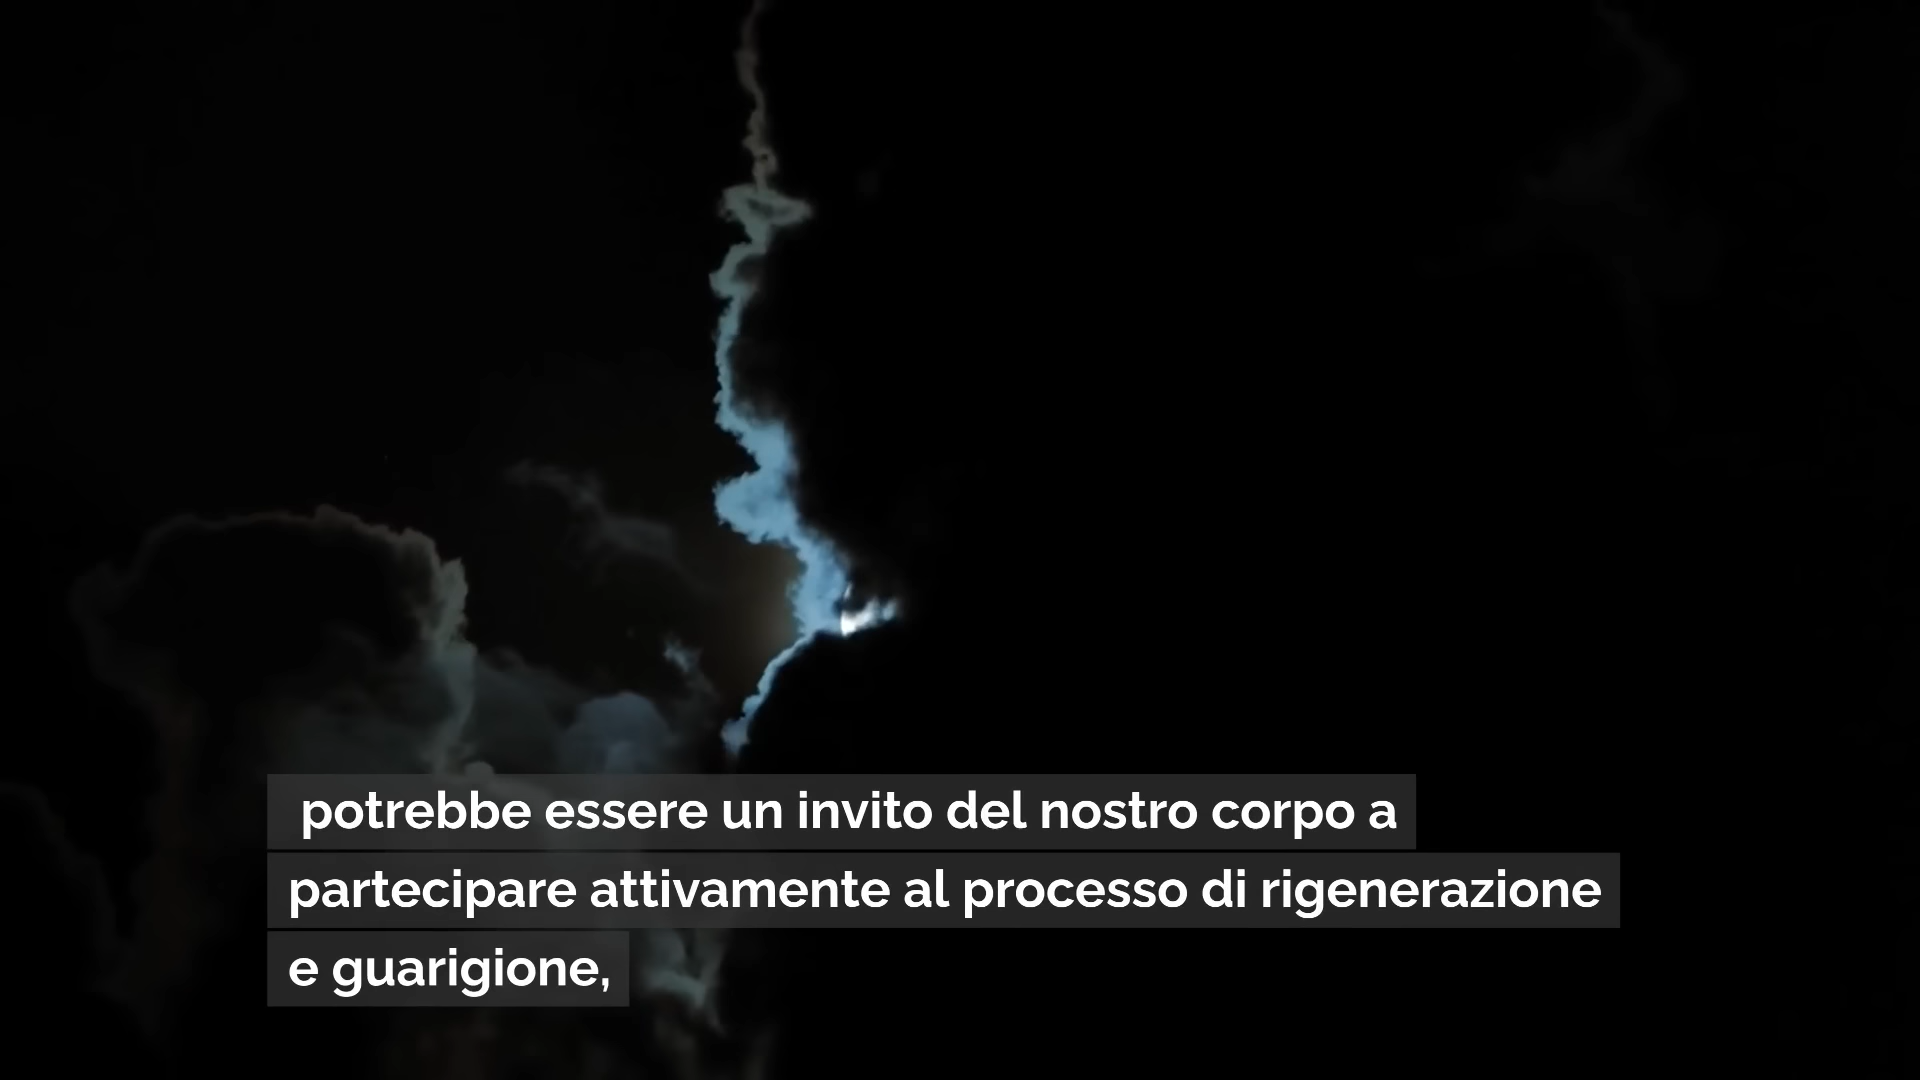 potrebbe essere un invito del nostro corpo a
partecipare attivamente al processo di rigenerazione
e guarigione,